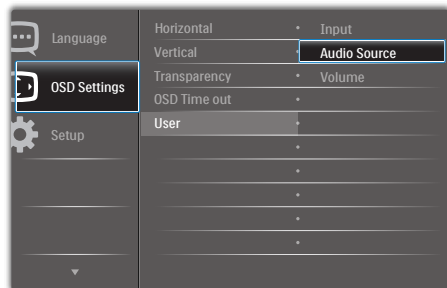 Language
OSD Settings
Setup
Horizontal
Vertical
Transparency
OSD Time out
User
Input
Audio Source
Volume